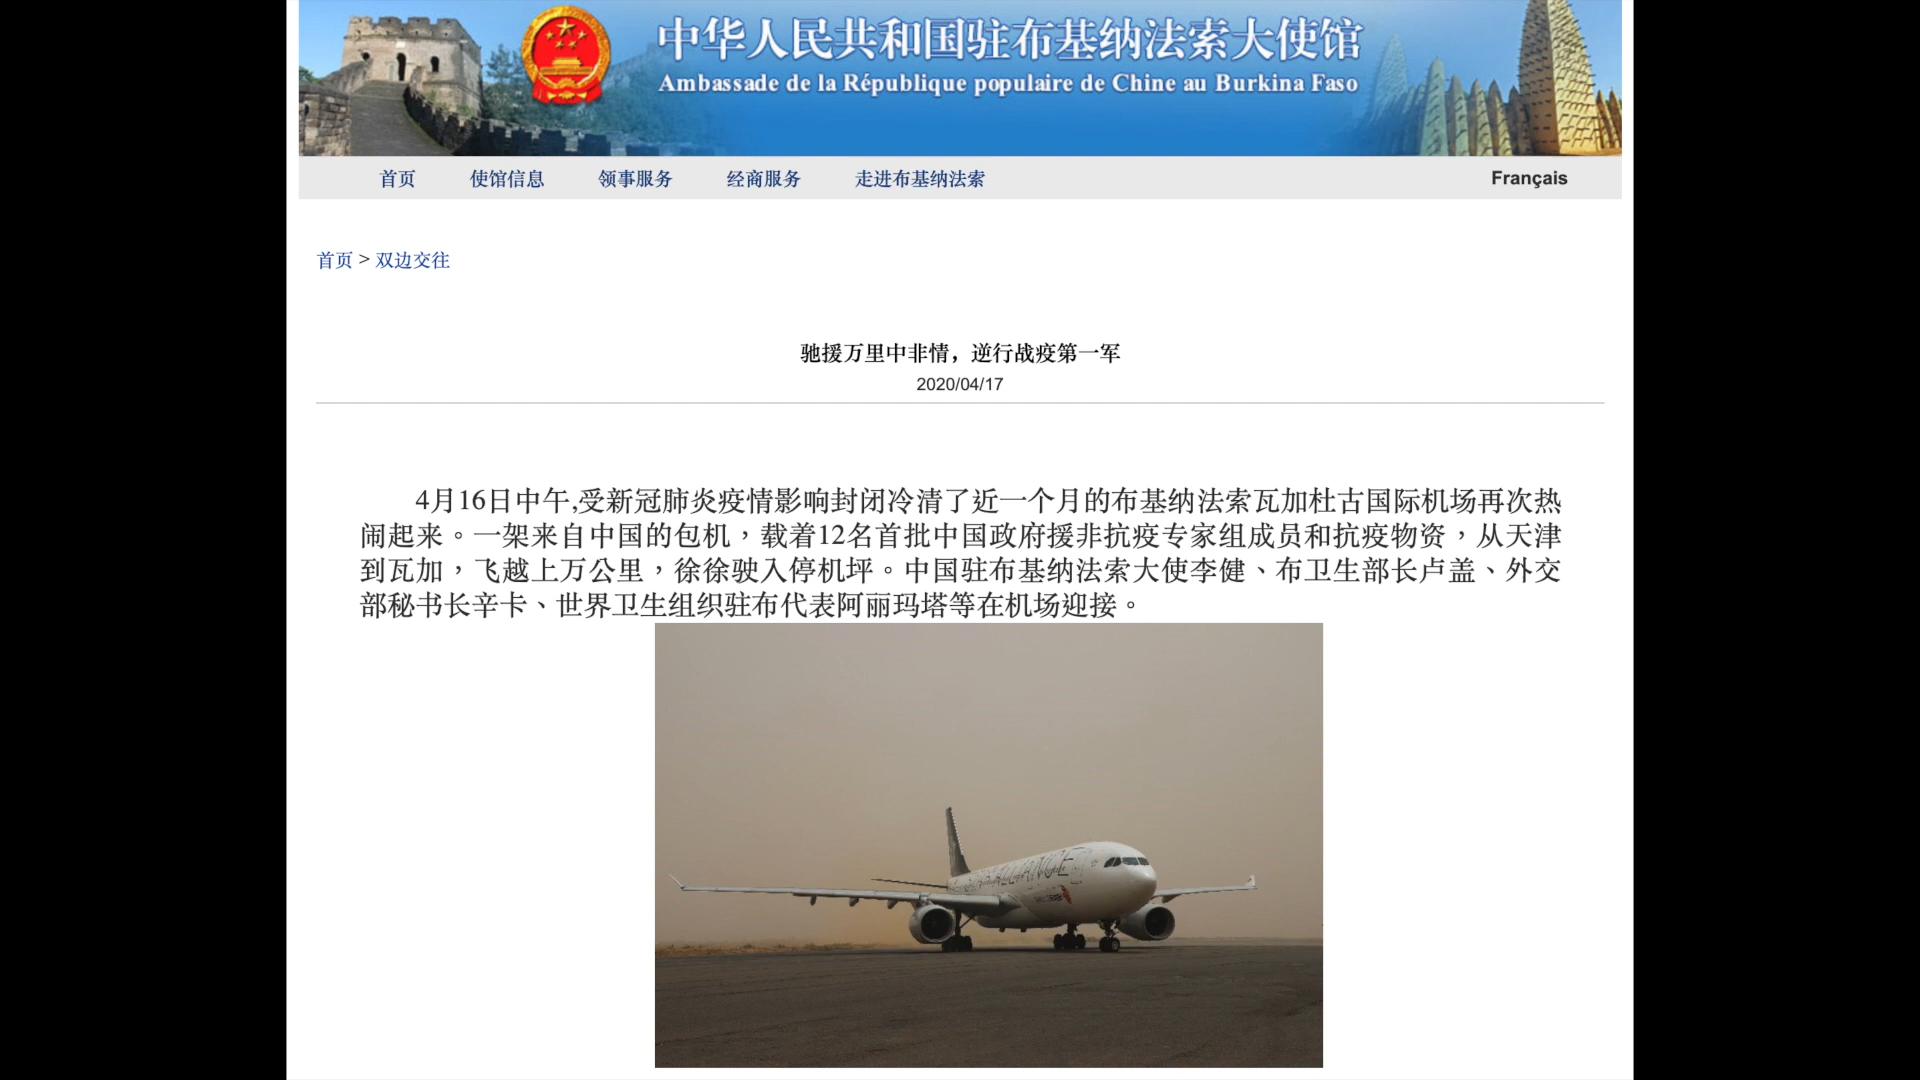 中华人民共和国驻布基纳法索大使馆
Ambassade de la République populaire de Chine au Burkina Faso
首页 使馆信息 领事服务 经商服务 走进布基纳法索 Français
首页 > 双边交往
驰援万里中非情，逆行战疫第一军
2020/04/17
4月16日中午,受新冠肺炎疫情影响封闭冷清了近一个月的布基纳法索瓦加杜古国际机场再次热
闹起来。一架来自中国的包机，载着12名首批中国政府援非抗疫专家组成员和抗疫物资，从天津
到瓦加，飞越上万公里，徐徐驶入停机坪。中国驻布基纳法索大使李健、布卫生部长卢盖、外交
部秘书长辛卡、世界卫生组织驻布代表阿丽玛塔等在机场迎接。
ALLIANCE